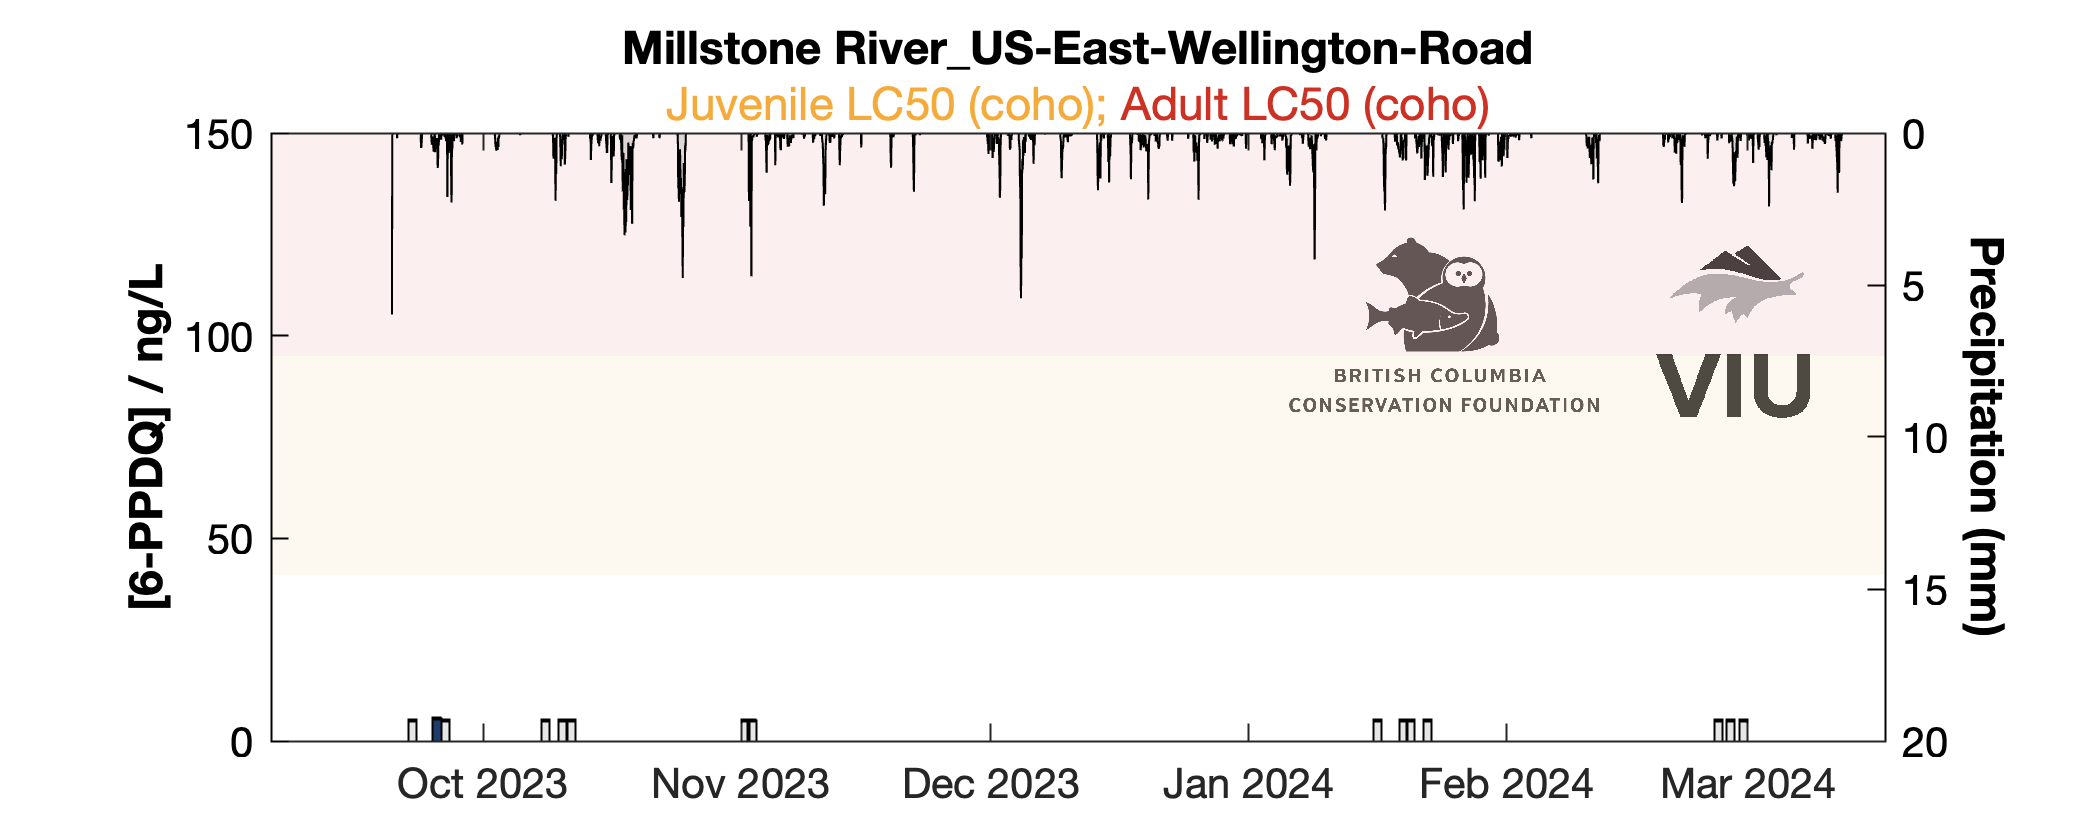 Millstone River_US-East-Wellington-Road
Juvenile LC50 (coho); Adult LC50 (coho)
150
100
50
0
[6-PPDQ] / ng/L
0
5
10
15
20
Precipitation (mm)
BRITISH COLUMBIA
CONSERVATION FOUNDATION
VIU
Oct 2023
Nov 2023
Dec 2023
Jan 2024
Feb 2024
Mar 2024